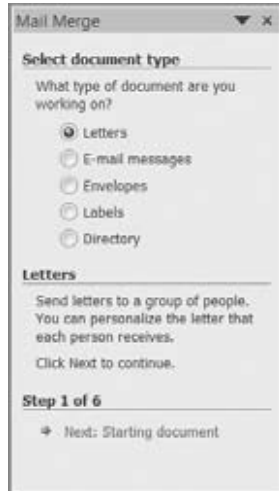 Mail Merge
Select document type
What type of document are you
working on?
Letters
E-mail messages
Envelopes
Labels
Directory
Letters
Send letters to a group of people.
You can personalize the letter that
each person receives.
Click Next to continue.
Step 1 of 6
Next: Starting document